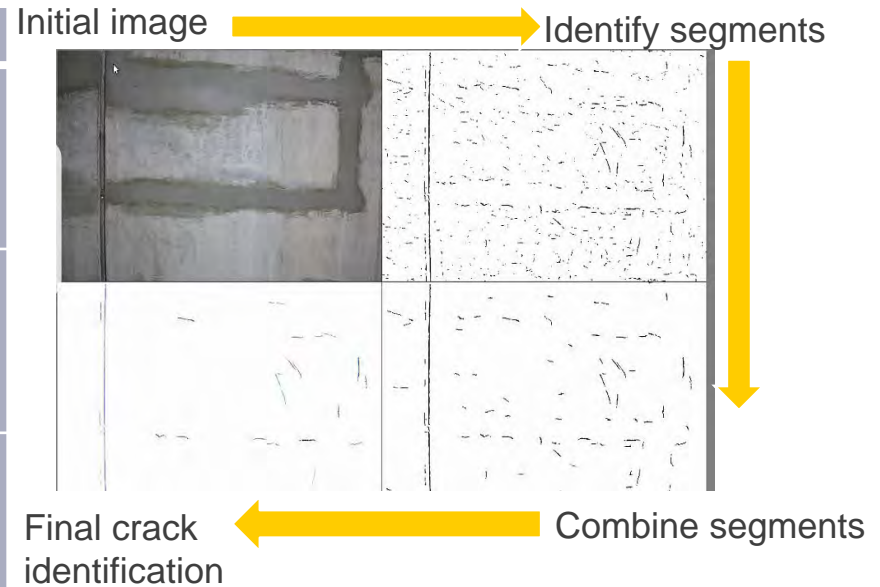 Initial image
Identify segments
Final crack
identification
Combine segments